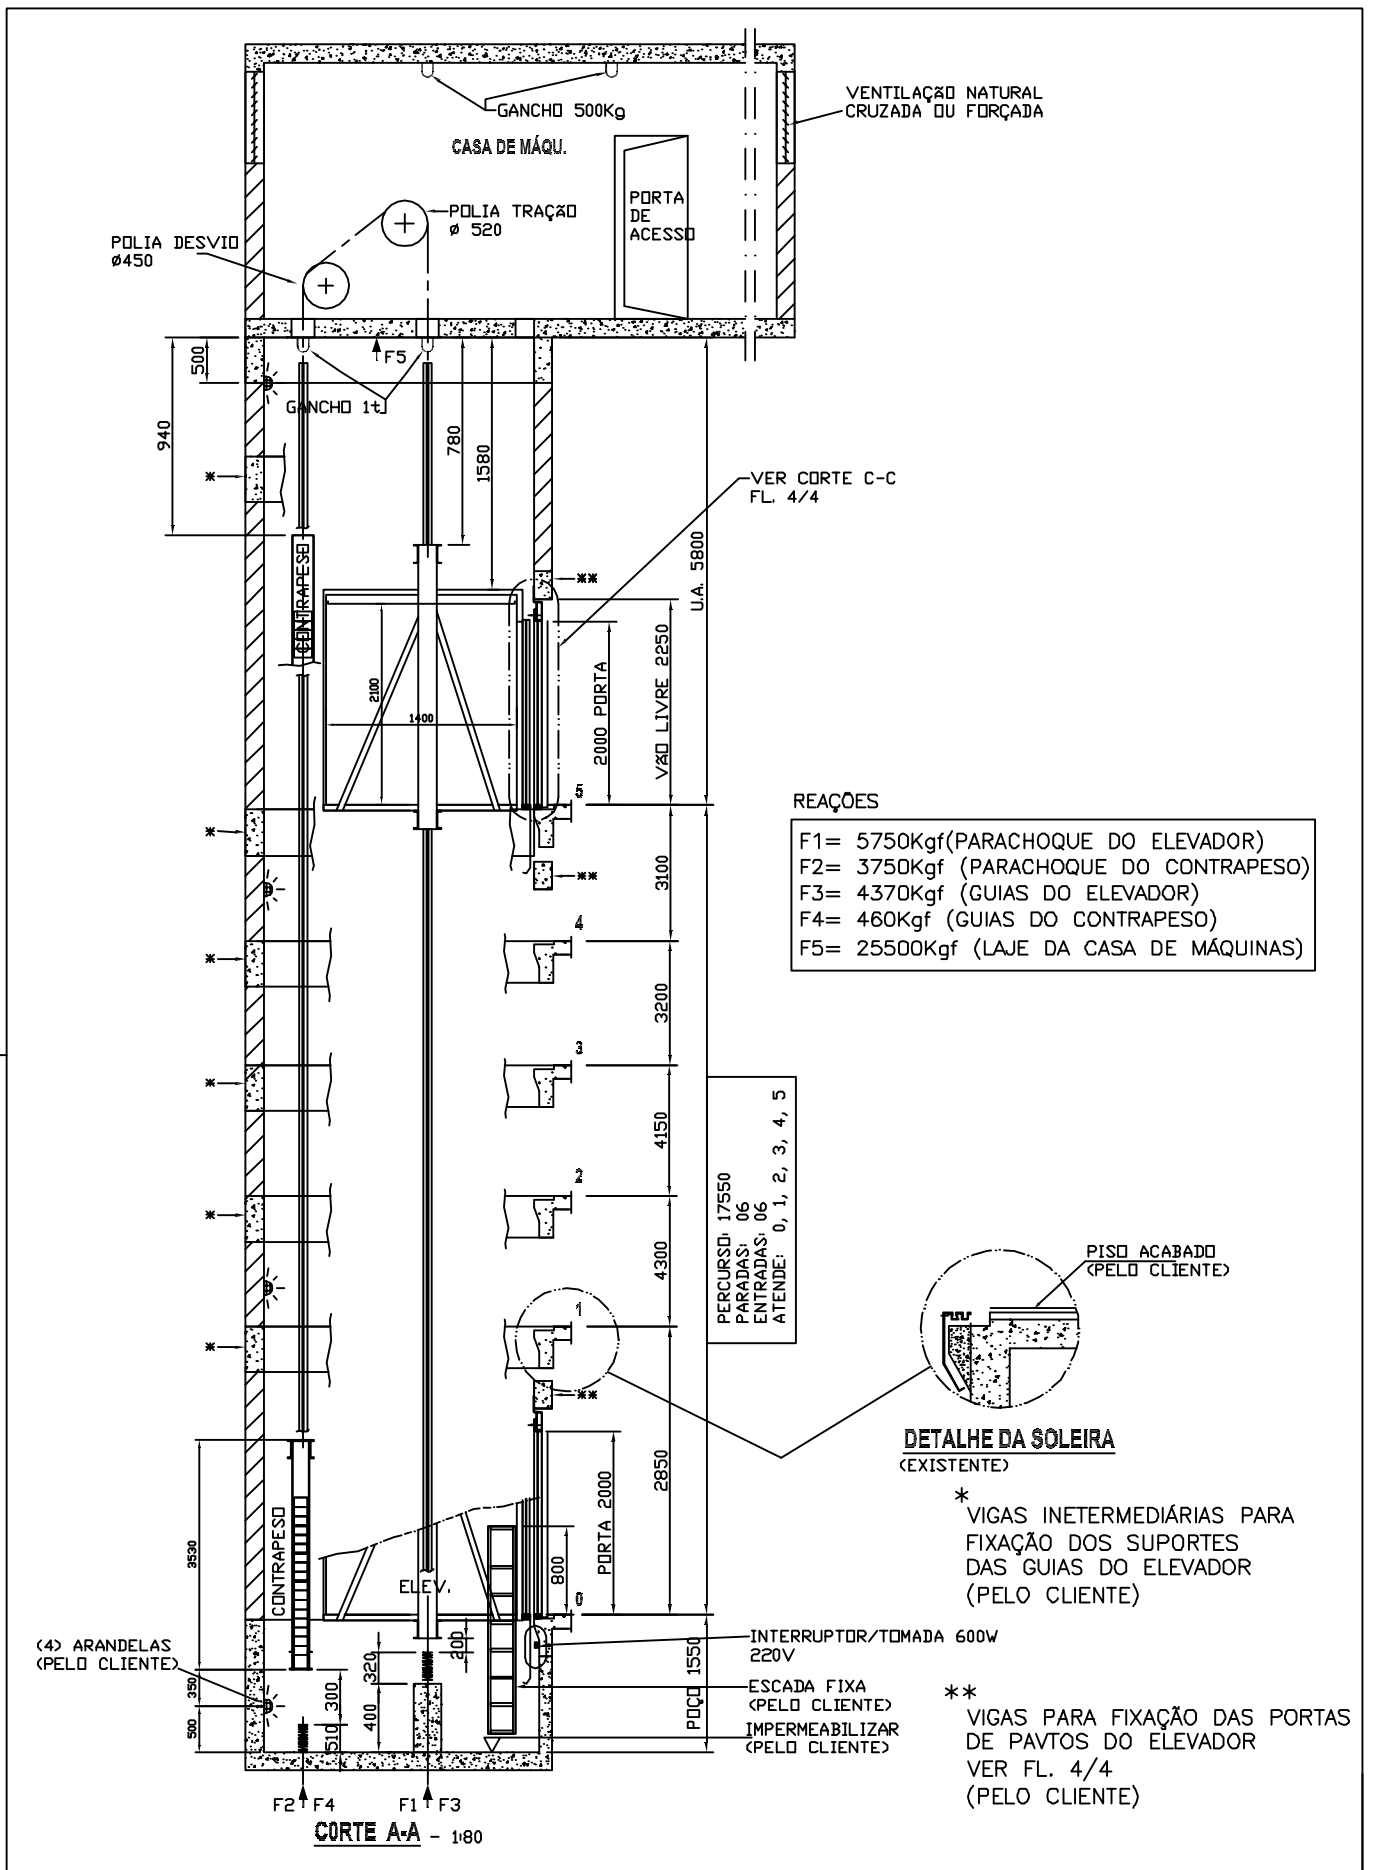 VENTILAÇÃO NATURAL
CRUZADA OU FORÇADA
GANCHO 500Kg
CASA DE MÁQU.
PORTA
DE
ACESSO
POLIA TRAÇÃO
ø 520
POLIA DESVIO
Ø450
500
F5
GANCHO 1t
940
780
1580
*
VER CORTE C-C
FL. 4/4
U.A. 5800
**
CONTRAPESO
2100
1400
2000 PORTA
VÃO LIVRE 2250
5
*
3100
**
REAÇÕES
F1= 5750Kgf(PARACHOQUE DO ELEVADOR)
F2= 3750Kgf (PARACHOQUE DO CONTRAPESO)
F3= 4370Kgf (GUIAS DO ELEVADOR)
F4= 460Kgf (GUIAS DO CONTRAPESO)
F5= 25500Kgf (LAJE DA CASA DE MÁQUINAS)
4
*
3200
3
*
4150
PERCURSO: 17550
PARADAS: 06
ENTRADAS: 06
ATENDE: 0, 1, 2, 3, 4, 5
2
*
4300
1
*
**
PISO ACABADO
(PELO CLIENTE)
DETALHE DA SOLEIRA
(EXISTENTE)
2850
PORTA 2000
800
3530
CONTRAPESO
ELEV.
0
*
VIGAS INETERMEDIÁRIAS PARA
FIXAÇÃO DOS SUPORTES
DAS GUIAS DO ELEVADOR
(PELO CLIENTE)
(4) ARANDELAS
(PELO CLIENTE)
350
500
300
510
320
400
200
POÇO 1550
INTERRUPTOR/TOMADA 600W
220V
ESCADA FIXA
(PELO CLIENTE)
IMPERMEABILIZAR
(PELO CLIENTE)
**
VIGAS PARA FIXAÇÃO DAS PORTAS
DE PAVTOS DO ELEVADOR
VER FL. 4/4
(PELO CLIENTE)
F2 F4
F1 F3
CORTE A-A - 1:80